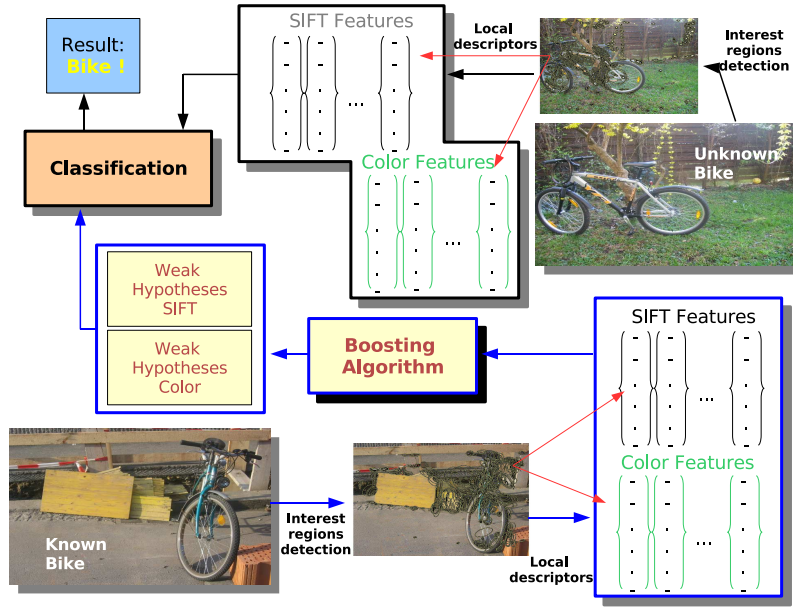 SIFT Features
Local
descriptors
Interest
regions
detection
Result:
Bike !
...
Classification
Color Features
Unknown
Bike
...
Weak
Hypotheses
SIFT
Weak
Hypotheses
Color
Boosting
Algorithm
SIFT Features
...
Color Features
...
Known
Bike
Interest
regions
detection
Local
descriptors